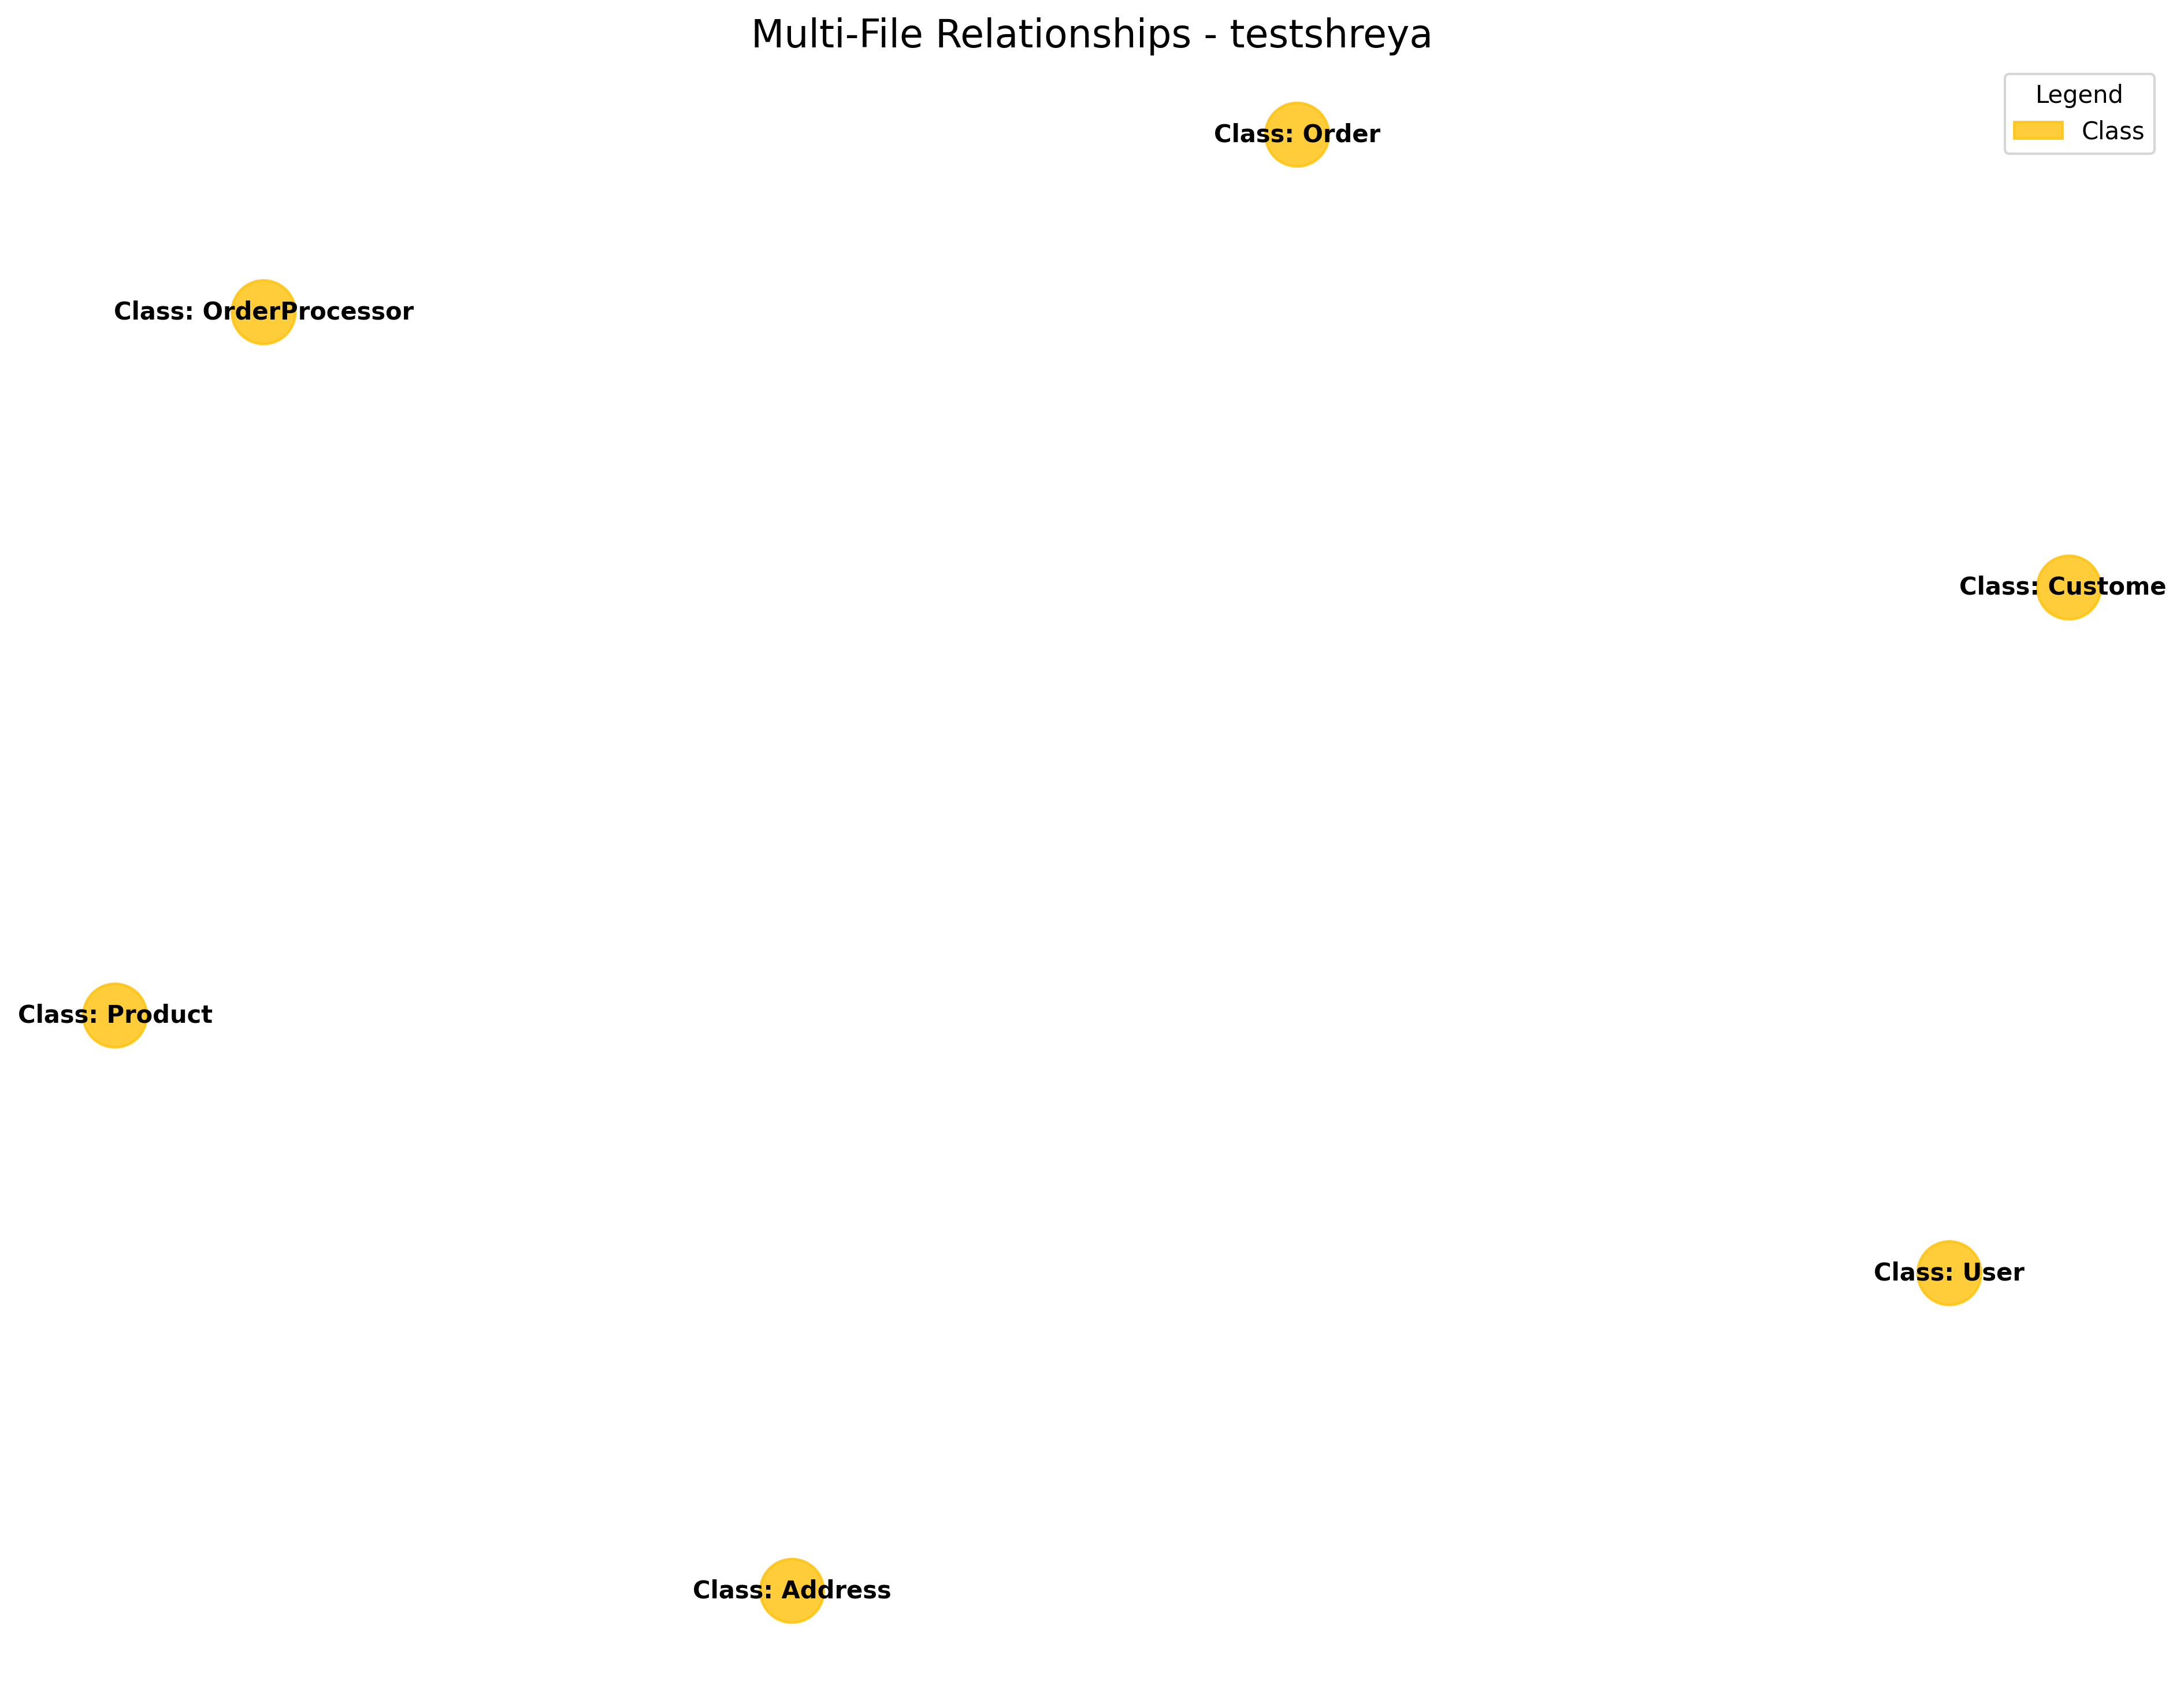 Multi-File Relationships - testshreya
Legend
Class
Class: Order
Class: OrderProcessor
Class: Custome
Class: Product
Class: User
Class: Address